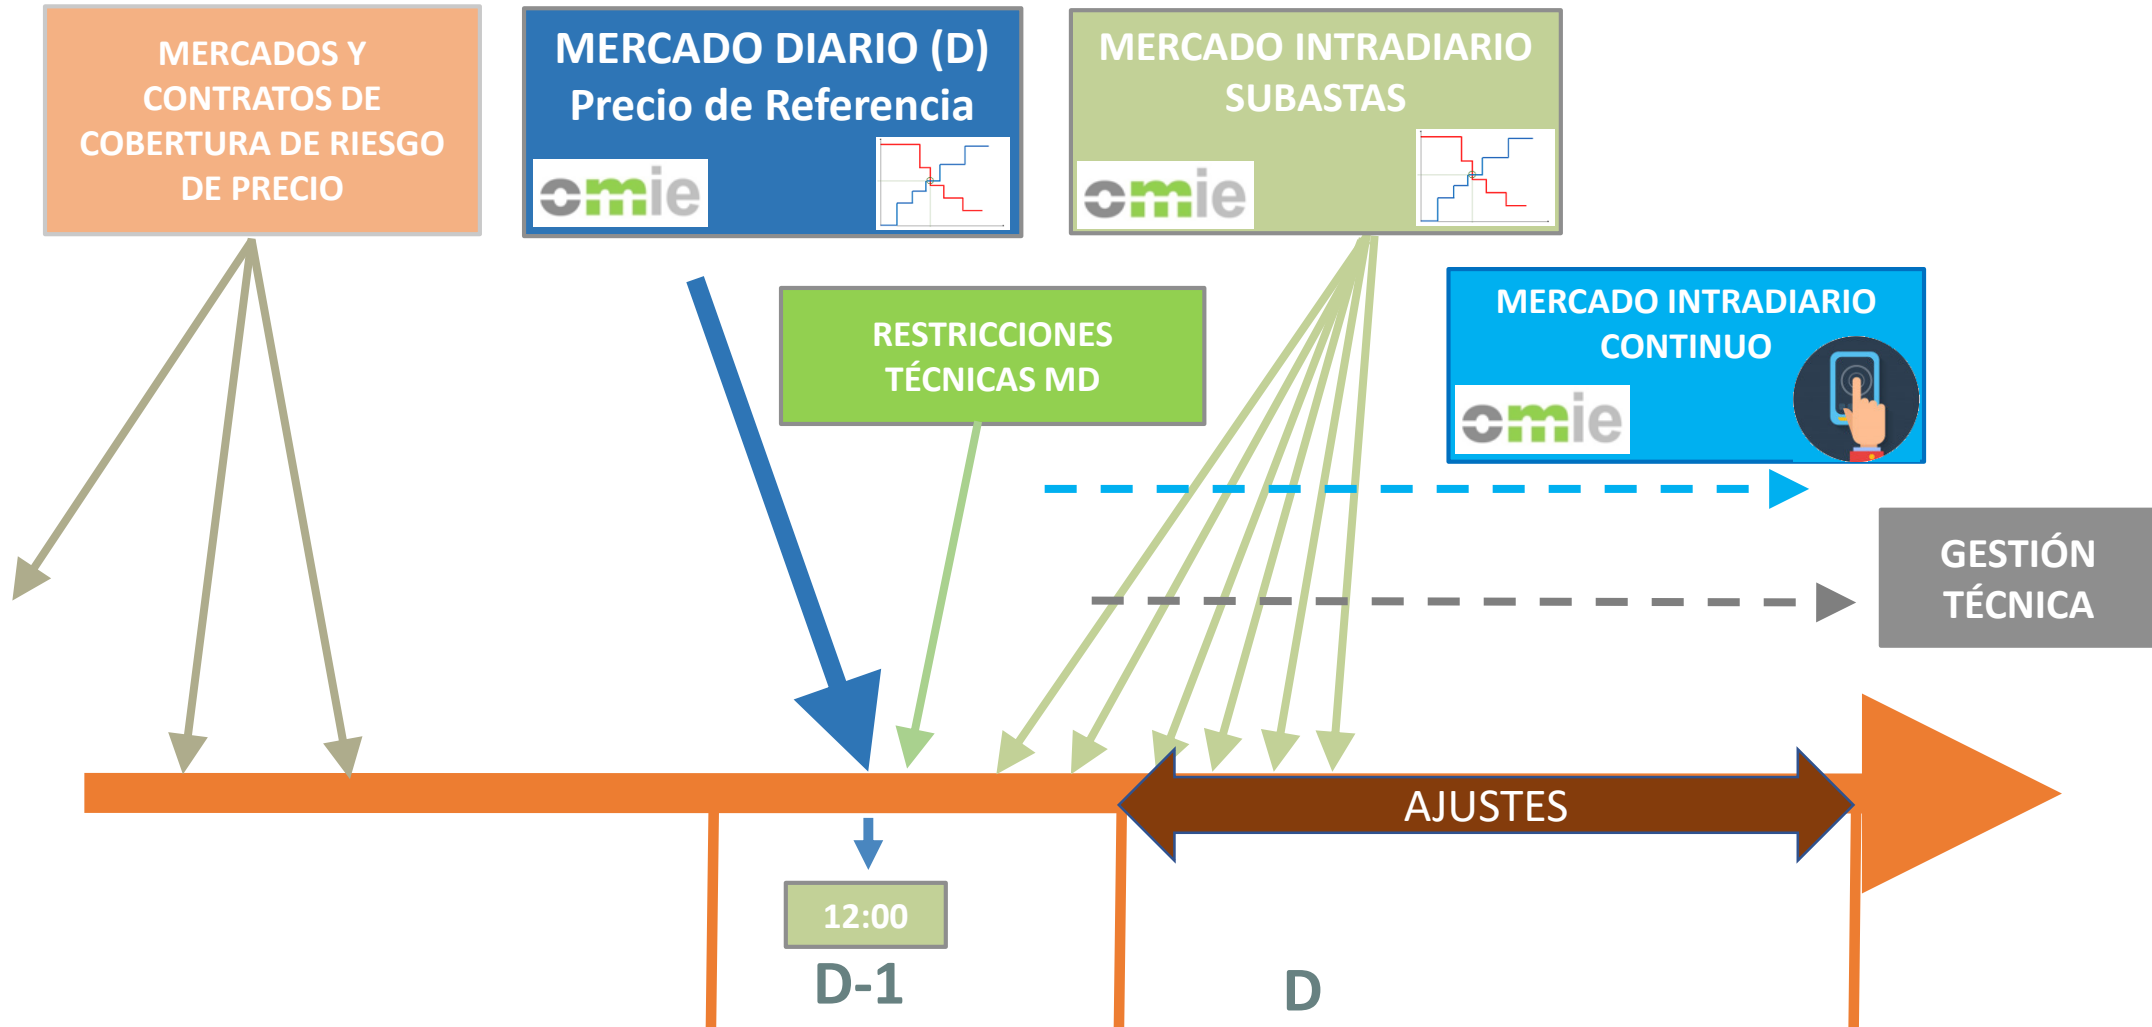 MERCADOS Y
CONTRATOS DE
COBERTURA DE RIESGO
DE PRECIO
MERCADO DIARIO (D)
Precio de Referencia
omie
MERCADO INTRADIARIO
SUBASTAS
omie
RESTRICCIONES
TÉCNICAS MD
MERCADO INTRADIARIO
CONTINUO
omie
GESTIÓN
TÉCNICA
AJUSTES
12:00
D-1
D